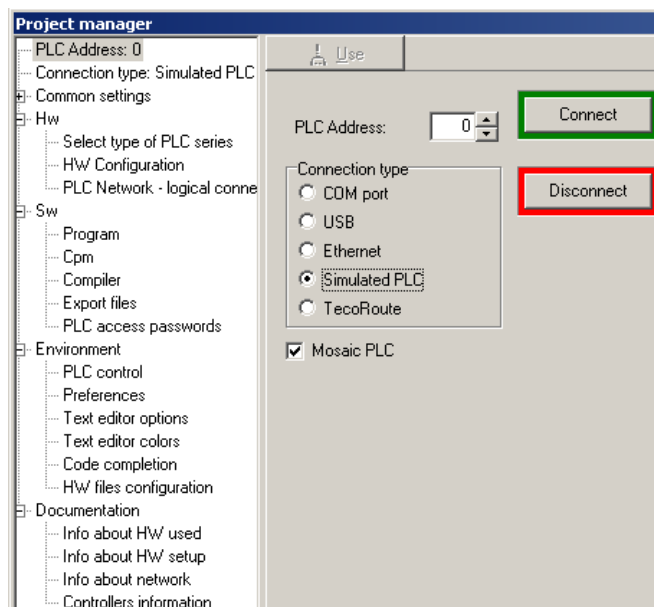 Project manager
PLC Address: 0
Connection type: Simulated PLC
Common settings
Hw
Select type of PLC series
HW Configuration
PLC Network - logical conne
Sw
Program
Cpm
Compiler
Export files
PLC access passwords
Environment
PLC control
Preferences
Text editor options
Text editor colors
Code completion
HW files configuration
Documentation
Info about HW used
Info about HW setup
Info about network
Controllers information
Use
PLC Address: 0
Connect
Connection type
COM port
Disconnect
USB
Ethernet
Simulated PLC
TecoRoute
Mosaic PLC